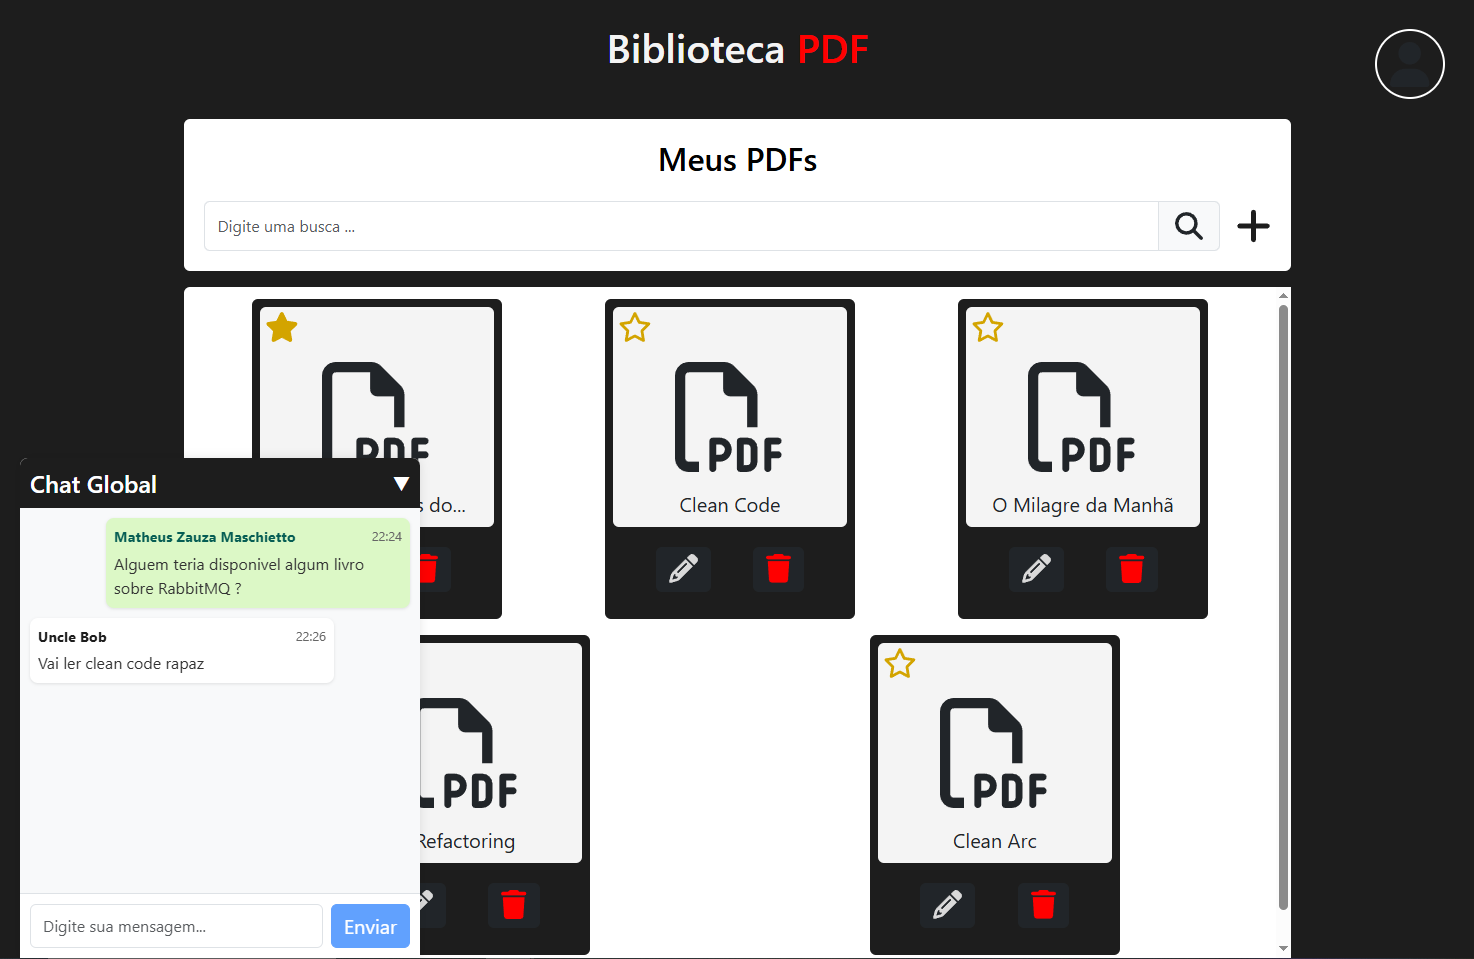 Biblioteca PDF
Meus PDFs
Digite uma busca ...
PDF
s do...
PDF
Clean Code
PDF
O Milagre da Manhã
Chat Global
Matheus Zauza Maschietto 22:24
Alguem teria disponivel algum livro
sobre RabbitMQ ?
Uncle Bob 22:26
Vai ler clean code rapaz
Digite sua mensagem...
Enviar
PDF
Refactoring
PDF
Clean Arc